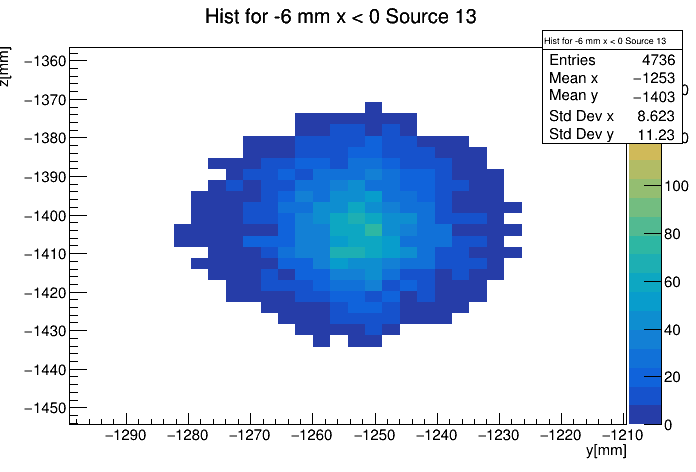 Hist for -6 mm x < 0 Source 13
z[mm]
Hist for -6 mm x < 0 Source 13
Entries 4736
Mean x −1253
Mean y −1403
Std Dev x 8.623
Std Dev y 11.23
−1360
−1370
−1380
−1390
−1400
−1410
−1420
−1430
−1440
−1450
−1290
−1280
−1270
−1260
−1250
−1240
−1230
−1220
−1210
y[mm]
100
80
60
40
20
0